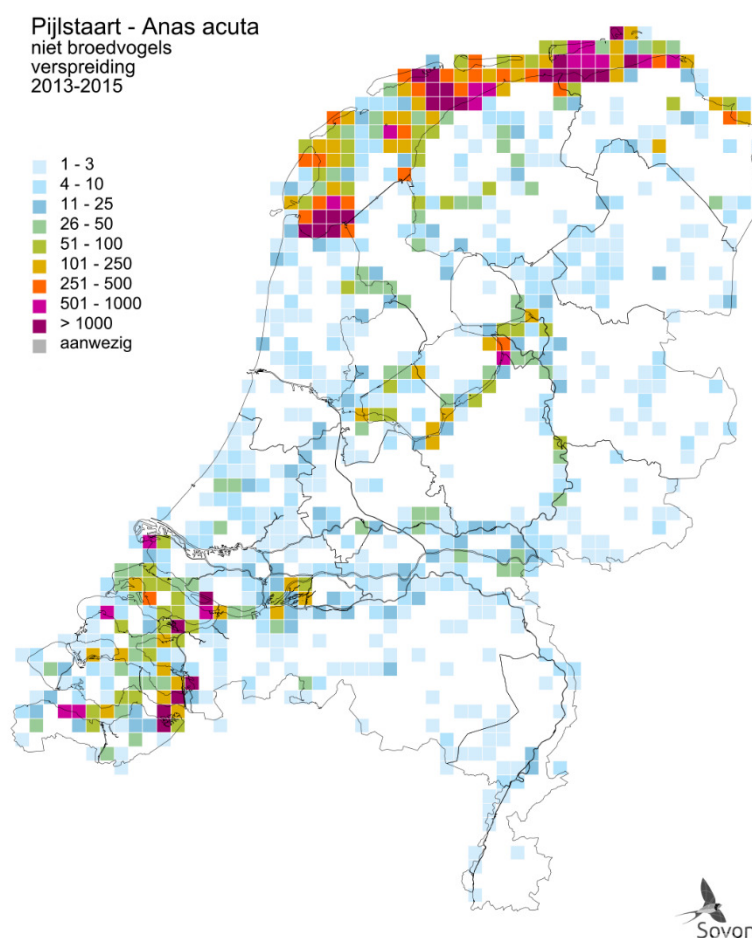 Pijlstaart - Anas acuta
niet broedvogels
verspreiding
2013-2015
1 - 3
4 - 10
11 - 25
26 - 50
51 - 100
101 - 250
251 - 500
501 - 1000
> 1000
aanwezig
Sovon